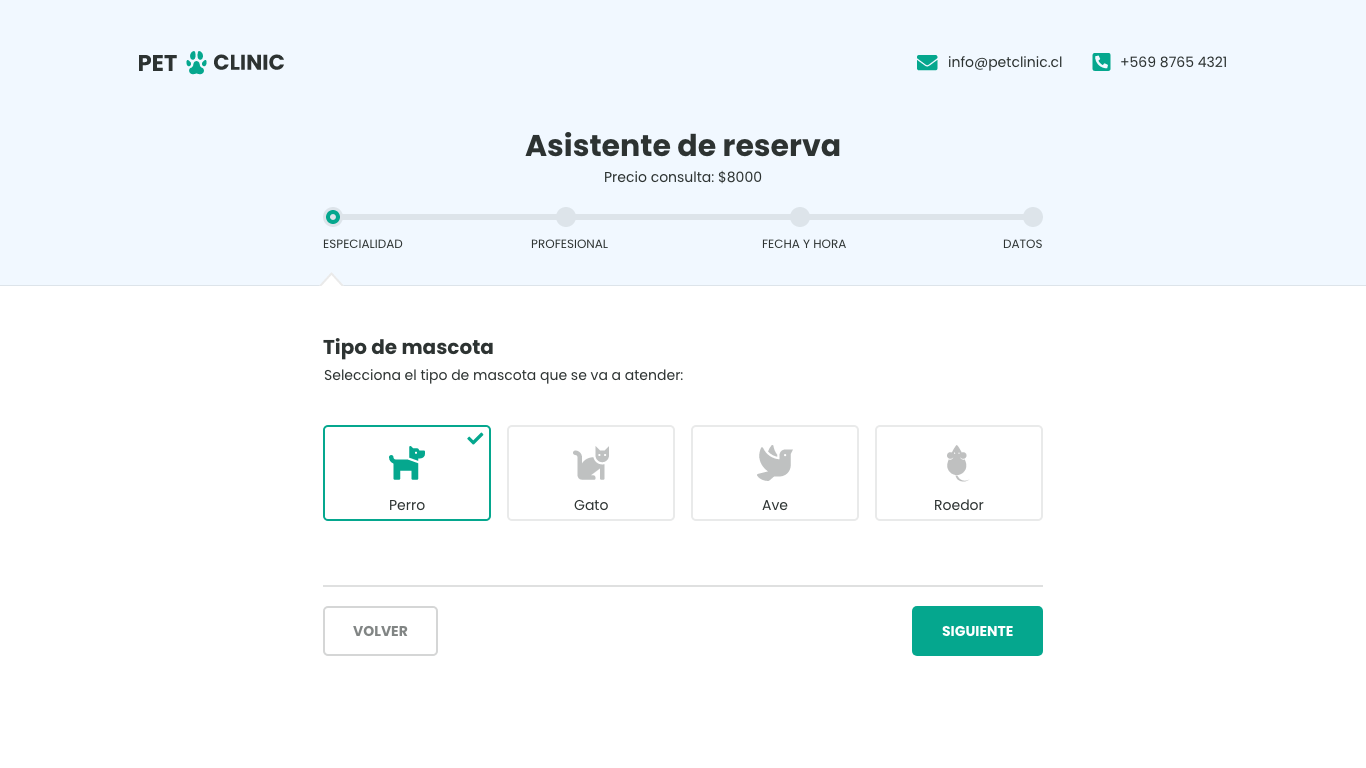 PET CLINIC
info@petclinic.cl
+569 8765 4321
Asistente de reserva
Precio consulta: $8000
ESPECIALIDAD
PROFESIONAL
FECHA Y HORA
DATOS
Tipo de mascota
Selecciona el tipo de mascota que se va a atender:
Perro
Gato
Ave
Roedor
VOLVER
SIGUIENTE